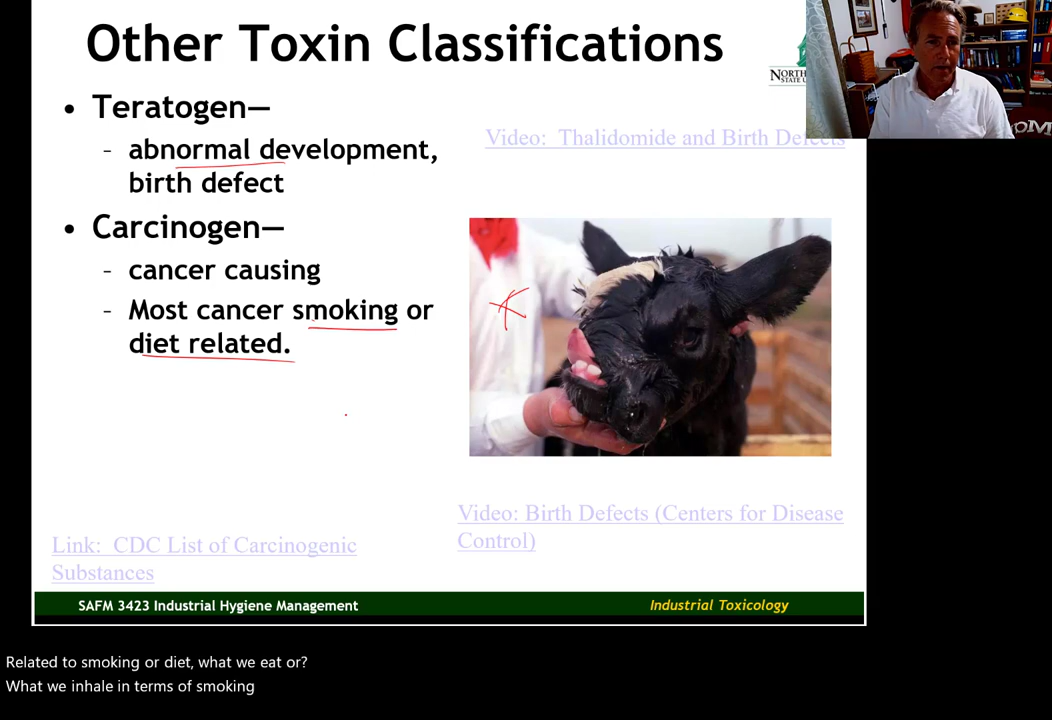 Other Toxin Classifications
NORTH
STATE U
• Teratogen—
- abnormal development,
birth defect
Video: Thalidomide and Birth Defects
• Carcinogen—
- cancer causing
- Most cancer smoking or
diet related.
Video: Birth Defects (Centers for Disease
Control)
Link: CDC List of Carcinogenic
Substances
SAFM 3423 Industrial Hygiene Management
Industrial Toxicology
Related to smoking or diet, what we eat or?
What we inhale in terms of smoking